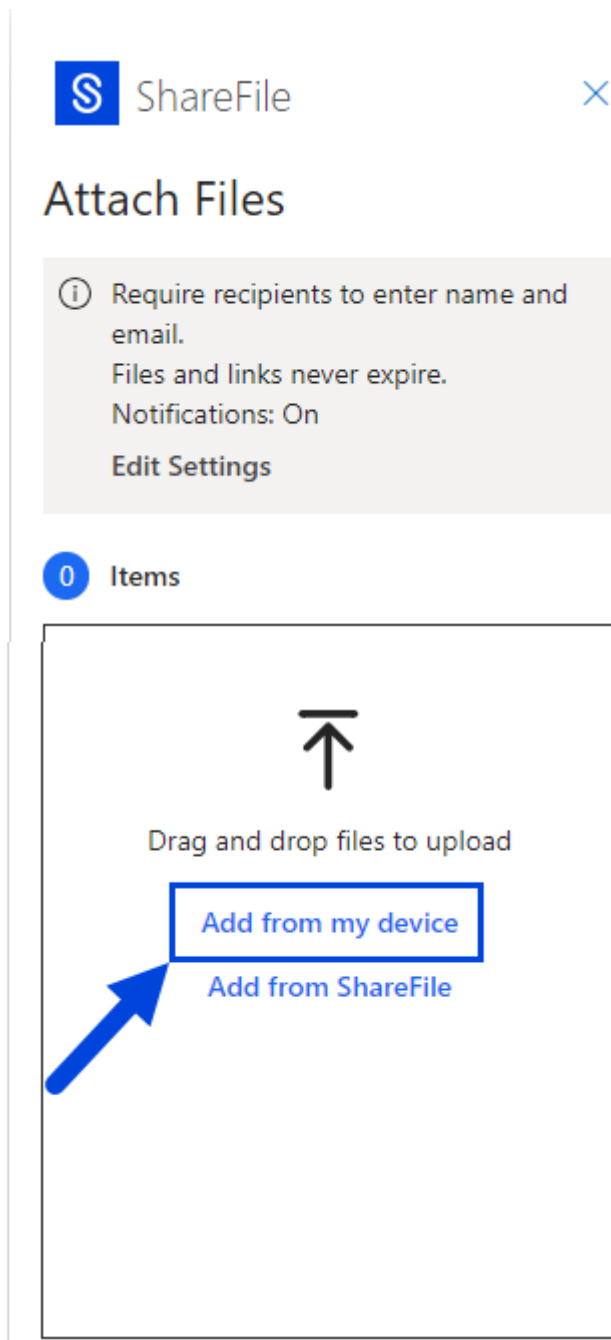 ShareFile
Attach Files
Require recipients to enter name and
email.
Files and links never expire.
Notifications: On
Edit Settings
0 Items
Drag and drop files to upload
Add from my device
Add from ShareFile